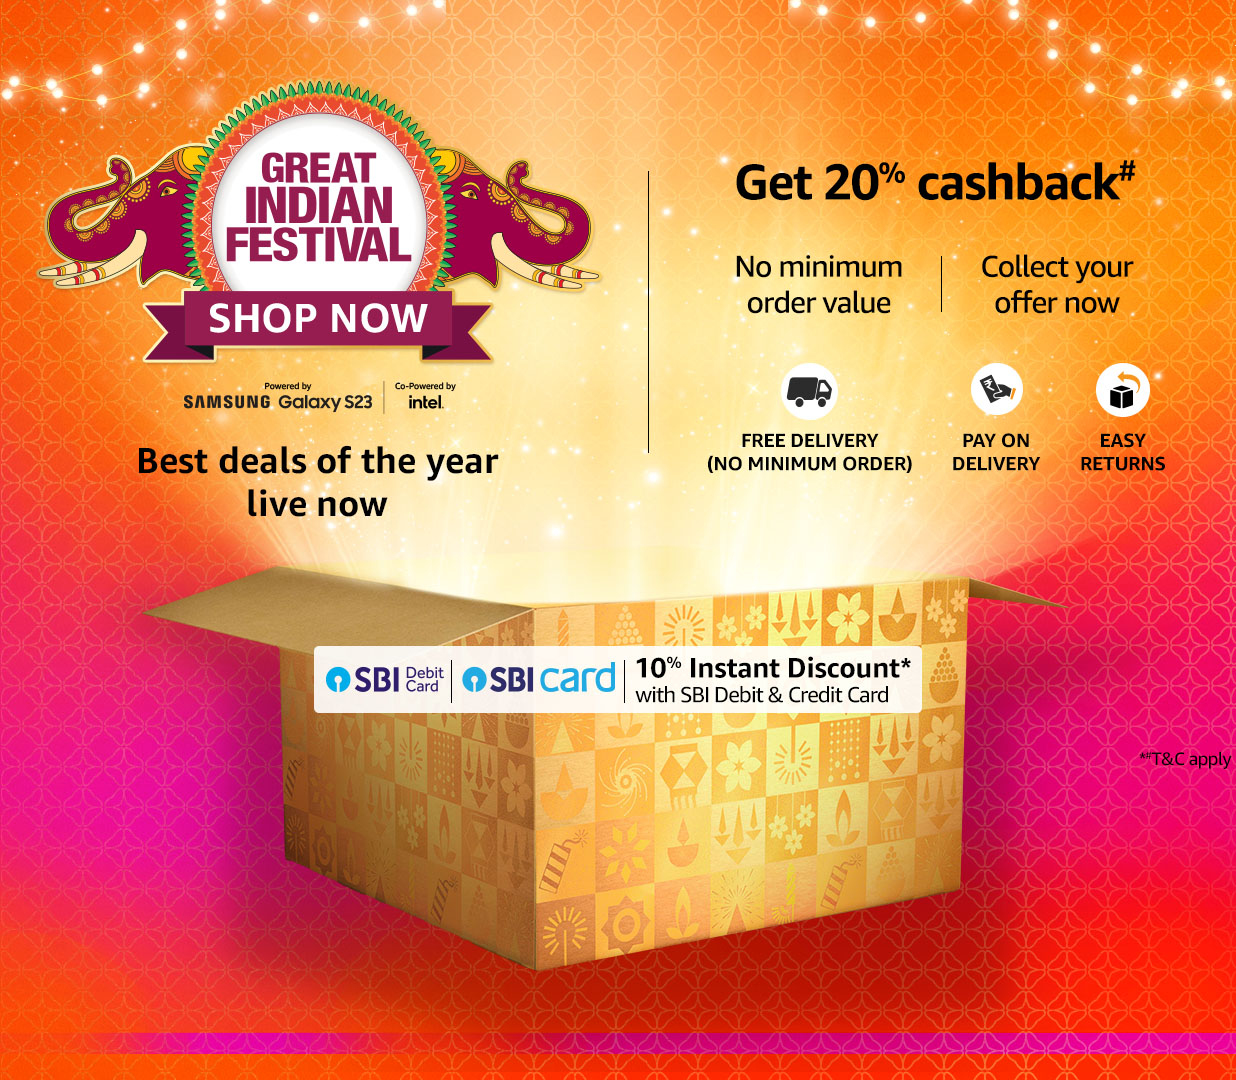 GREAT
INDIAN
FESTIVAL
SHOP NOW
Powered by
SAMSUNG Galaxy S23
Co-Powered by
intel.
Best deals of the year
live now
Get 20% cashback#
No minimum
order value
Collect your
offer now
FREE DELIVERY
(NO MINIMUM ORDER)
PAY ON
DELIVERY
EASY
RETURNS
SBI Debit
Card
SBI card
10% Instant Discount*
with SBI Debit & Credit Card
*#T&C apply